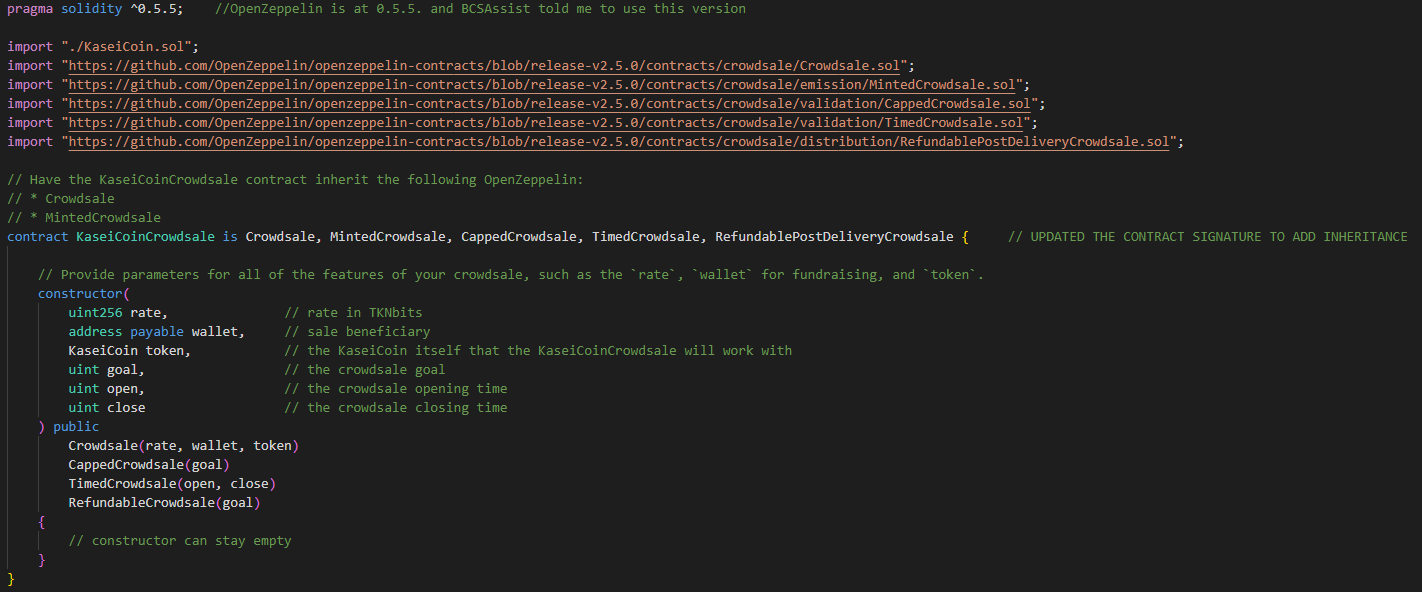 pragma solidity ^0.5.5;    //OpenZeppelin is at 0.5.5. and BCSAssist told me to use this version

import "./KaseiCoin.sol";
import "https://github.com/OpenZeppelin/openzeppelin-contracts/blob/release-v2.5.0/contracts/crowdsale/Crowdsale.sol";
import "https://github.com/OpenZeppelin/openzeppelin-contracts/blob/release-v2.5.0/contracts/crowdsale/emission/MintedCrowdsale.sol";
import "https://github.com/OpenZeppelin/openzeppelin-contracts/blob/release-v2.5.0/contracts/crowdsale/validation/CappedCrowdsale.sol";
import "https://github.com/OpenZeppelin/openzeppelin-contracts/blob/release-v2.5.0/contracts/crowdsale/validation/TimedCrowdsale.sol";
import "https://github.com/OpenZeppelin/openzeppelin-contracts/blob/release-v2.5.0/contracts/crowdsale/distribution/RefundablePostDeliveryCrowdsale.sol";

// Have the KaseiCoinCrowdsale contract inherit the following OpenZeppelin:
// * Crowdsale
// * MintedCrowdsale
contract KaseiCoinCrowdsale is Crowdsale, MintedCrowdsale, CappedCrowdsale, TimedCrowdsale, RefundablePostDeliveryCrowdsale {     // UPDATED THE CONTRACT SIGNATURE TO ADD INHERITANCE

    // Provide parameters for all of the features of your crowdsale, such as the `rate`, `wallet` for fundraising, and `token`.
    constructor(
        uint256 rate,               // rate in TKNbits
        address payable wallet,     // sale beneficiary
        KaseiCoin token,            // the KaseiCoin itself that the KaseiCoinCrowdsale will work with
        uint goal,                  // the crowdsale goal
        uint open,                  // the crowdsale opening time
        uint close                  // the crowdsale closing time
    ) public
        Crowdsale(rate, wallet, token)
        CappedCrowdsale(goal)
        TimedCrowdsale(open, close)
        RefundableCrowdsale(goal)
    {
        // constructor can stay empty
    }
}